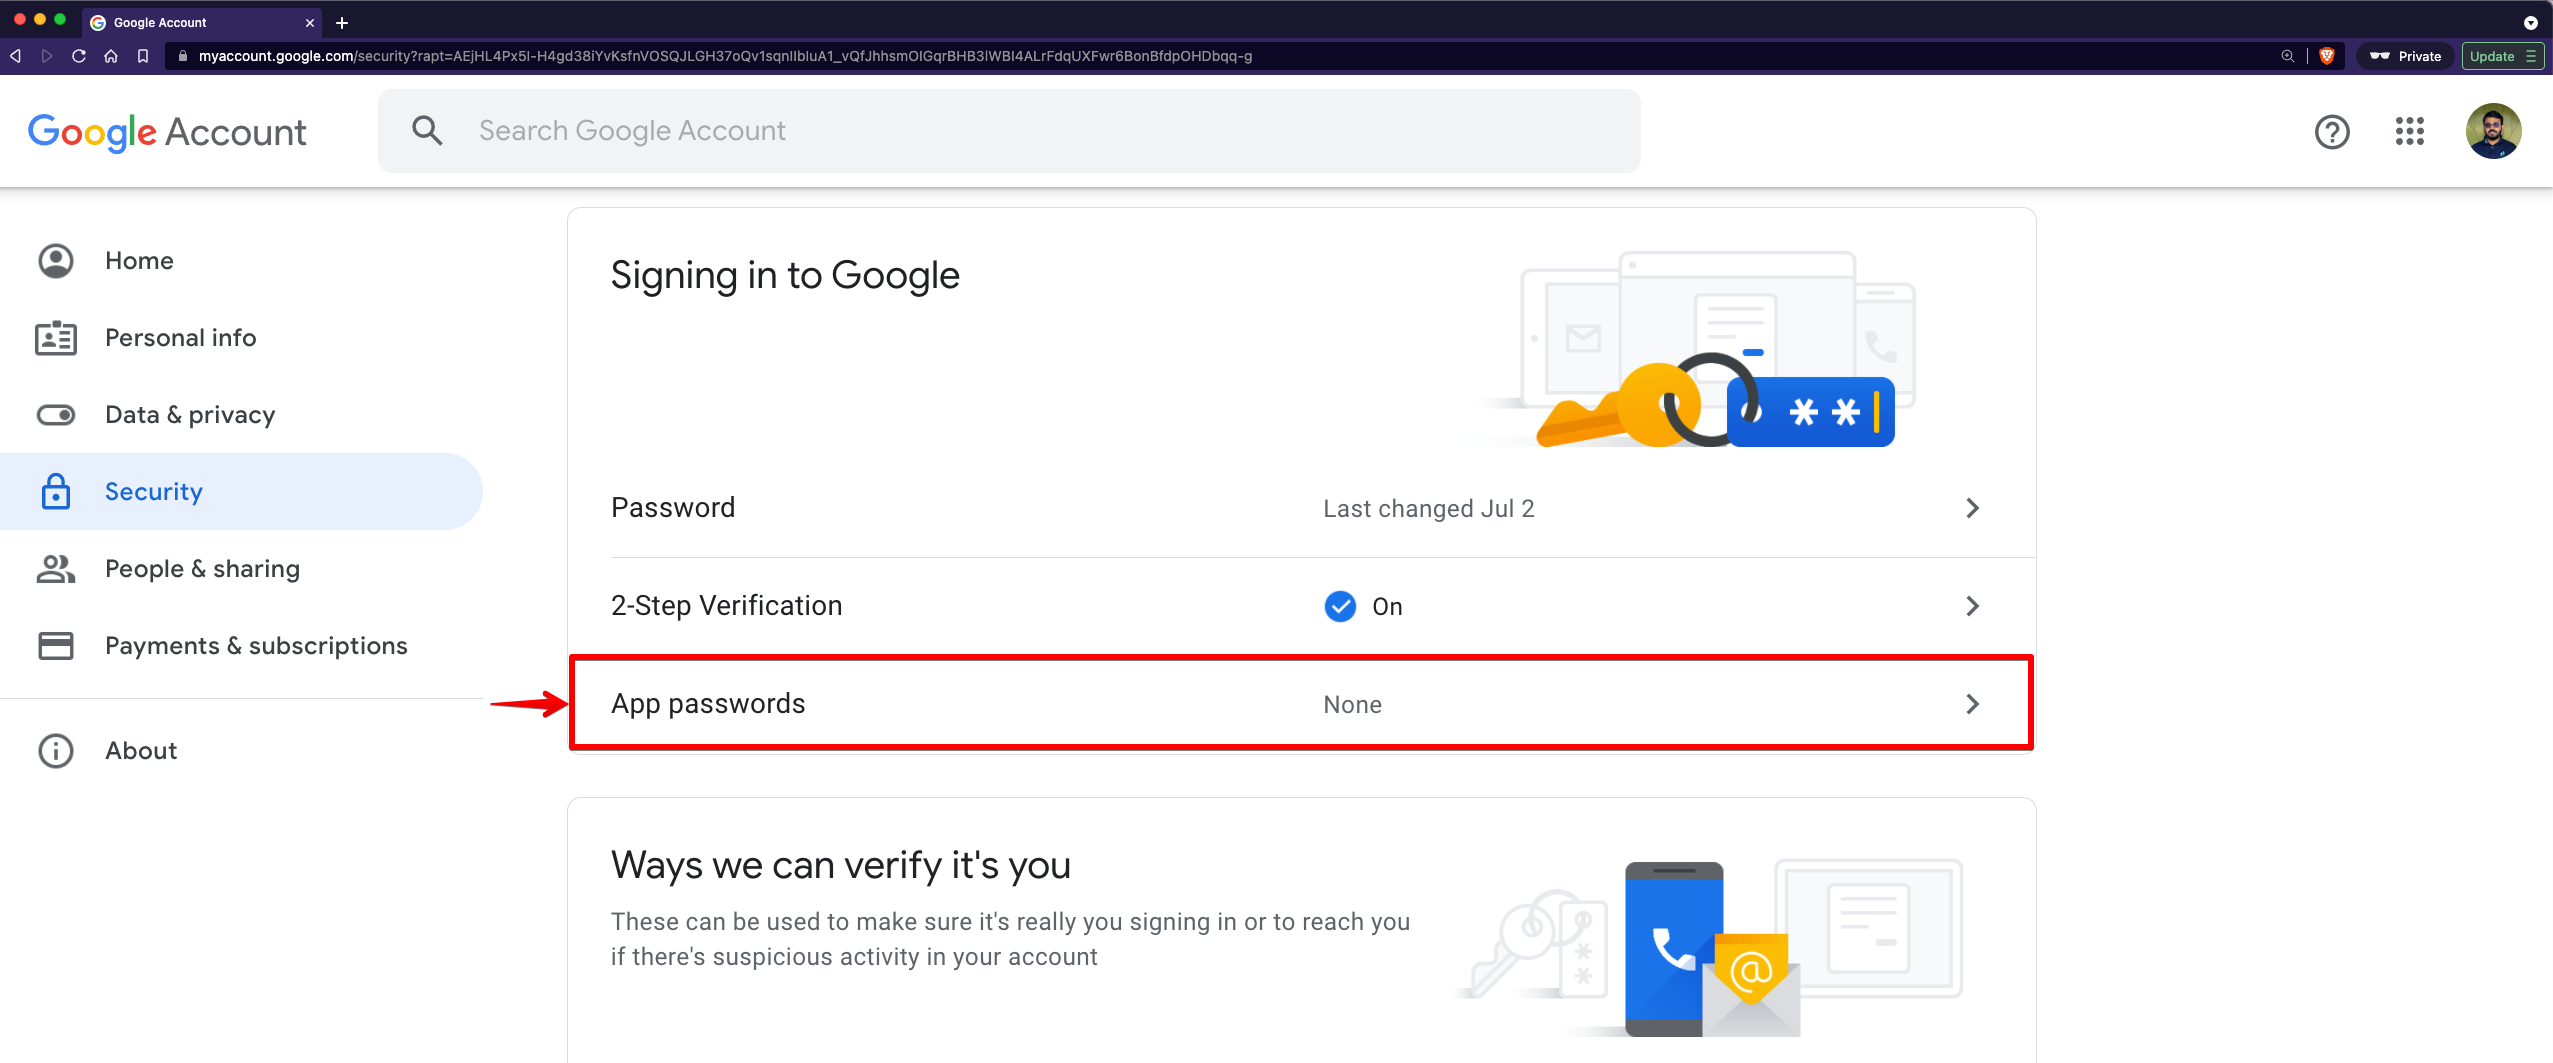 Google Account
myaccount.google.com/security?rapt=AEjHL4Px5I-H4gd38iYvKsfnVOSQJLGH37oQv1sqnIIbluA1_vQfJhhsmOIGqrBHB3IWBI4ALrFdqUXFwr6BonBfdpOHDbqq-g
Private
Update
Google Account
Search Google Account
Home
Personal info
Data & privacy
Security
People & sharing
Payments & subscriptions
About
Signing in to Google
Password
Last changed Jul 2
2-Step Verification
On
App passwords
None
Ways we can verify it's you
These can be used to make sure it's really you signing in or to reach you
if there's suspicious activity in your account